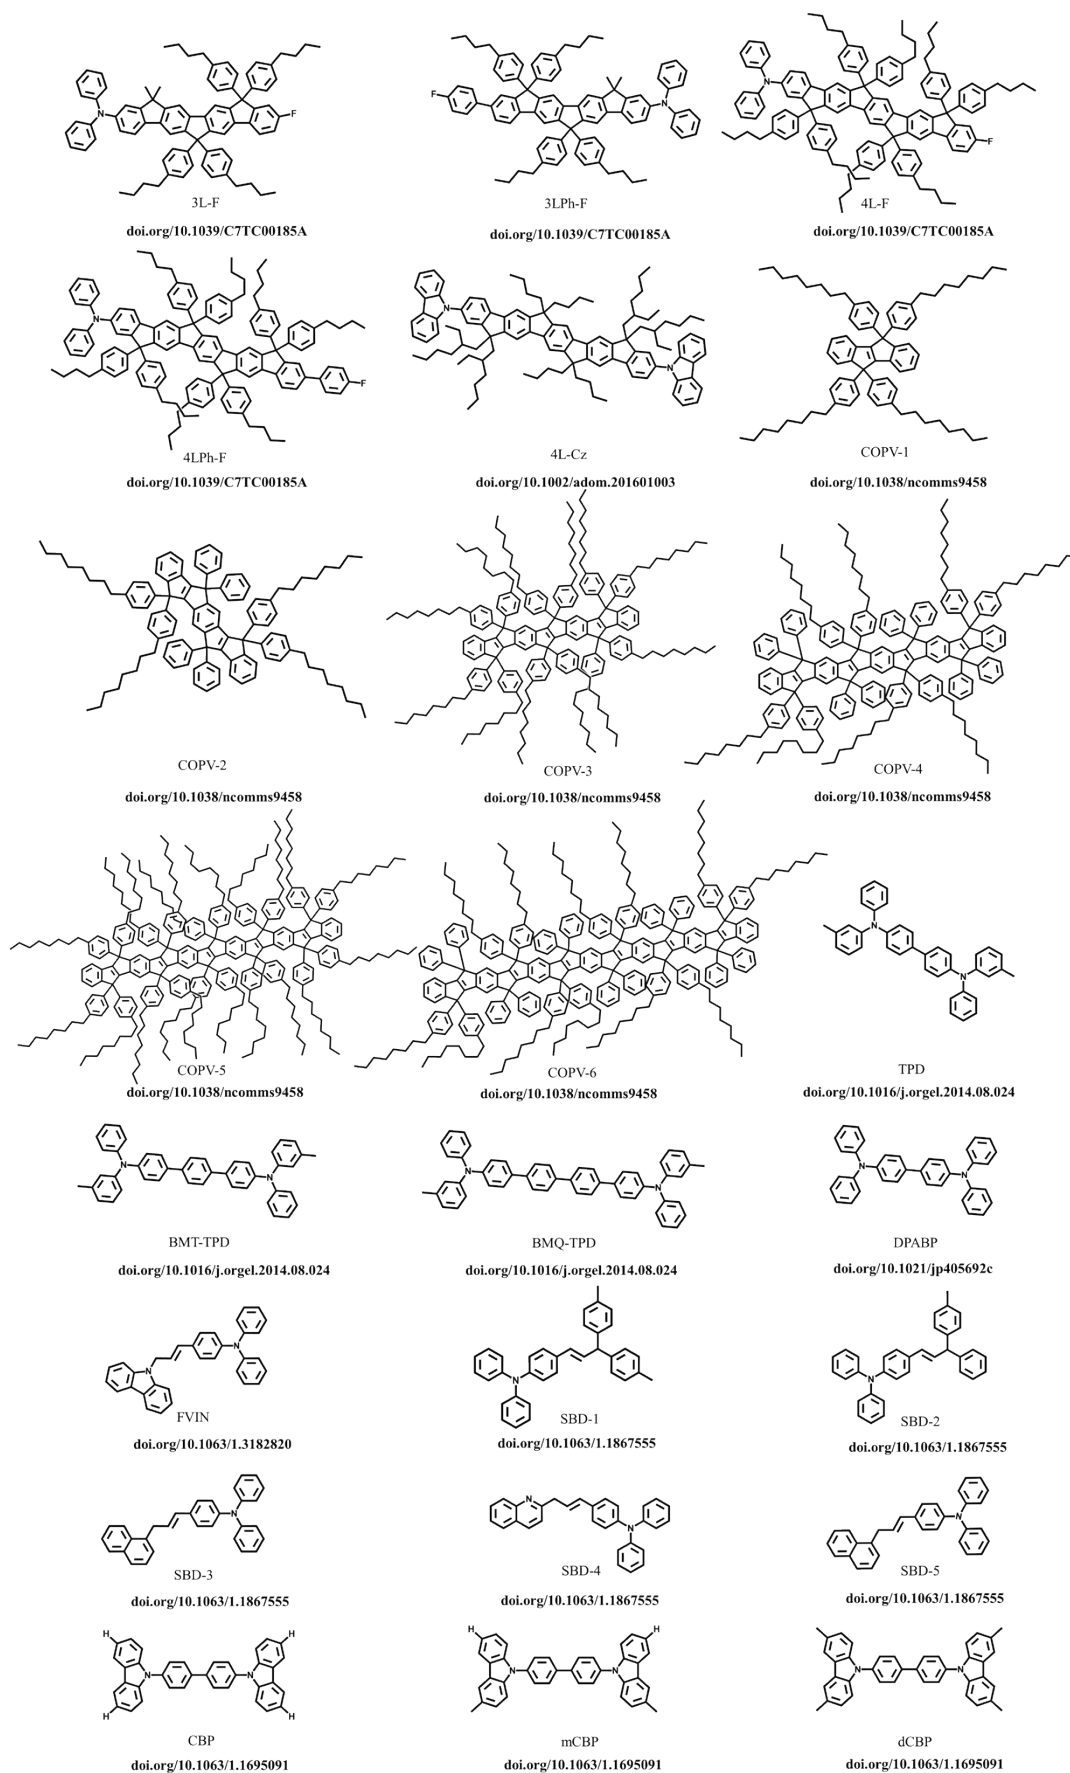 N
F
3L-F
doi.org/10.1039/C7TC00185A
F
N
3LPh-F
doi.org/10.1039/C7TC00185A
N
F
4L-F
doi.org/10.1039/C7TC00185A
N
F
4LPh-F
doi.org/10.1039/C7TC00185A
N
N
4L-Cz
doi.org/10.1002/adom.201601003
COPV-1
doi.org/10.1038/ncomms9458
COPV-2
doi.org/10.1038/ncomms9458
COPV-3
doi.org/10.1038/ncomms9458
COPV-4
doi.org/10.1038/ncomms9458
COPV-5
doi.org/10.1038/ncomms9458
COPV-6
doi.org/10.1038/ncomms9458
N
N
TPD
doi.org/10.1016/j.orgel.2014.08.024
N
N
BMT-TPD
doi.org/10.1016/j.orgel.2014.08.024
N
N
BMQ-TPD
doi.org/10.1016/j.orgel.2014.08.024
N
N
DPABP
doi.org/10.1021/jp405692c
N
N
FVIN
doi.org/10.1063/1.3182820
N
SBD-1
doi.org/10.1063/1.1867555
N
SBD-2
doi.org/10.1063/1.1867555
N
SBD-3
doi.org/10.1063/1.1867555
N
N
SBD-4
doi.org/10.1063/1.1867555
N
SBD-5
doi.org/10.1063/1.1867555
H
H
N
N
H
H
CBP
doi.org/10.1063/1.1695091
H
H
N
N
mCBP
doi.org/10.1063/1.1695091
N
N
dCBP
doi.org/10.1063/1.1695091